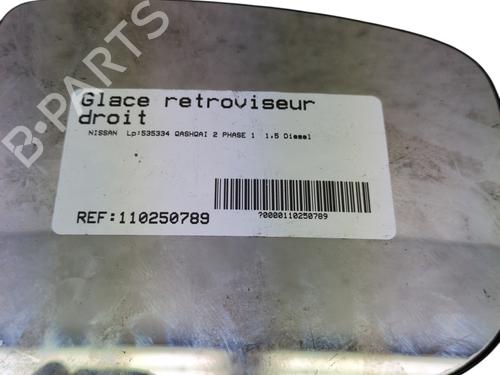 B-PARTS
Glace retroviseur
droit
NISSAN Lp:535334 QASHQAI 2 PHASE 1 1.5 Diesel
REF:110250789
?0000110250789